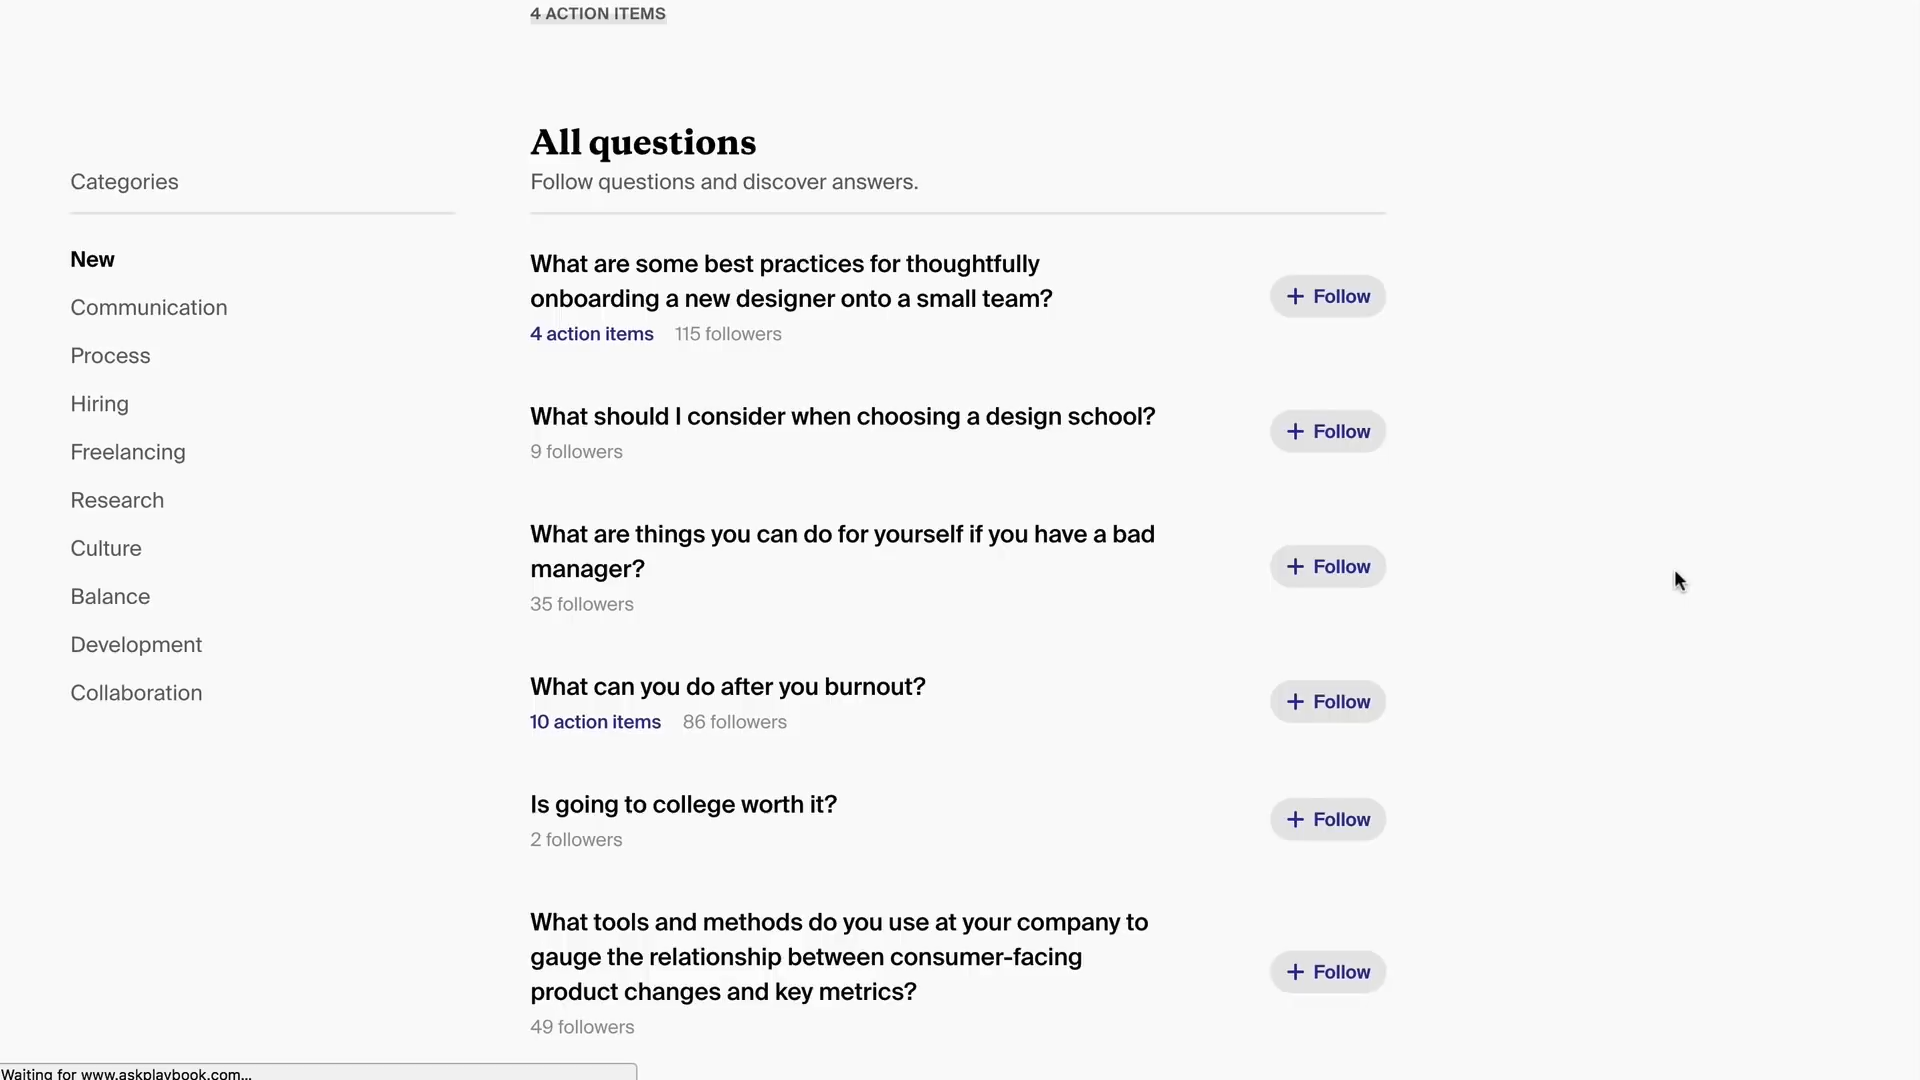 4 ACTION ITEMS
Categories
New
Communication
Process
Hiring
Freelancing
Research
Culture
Balance
Development
Collaboration
All questions
Follow questions and discover answers.
What are some best practices for thoughtfully
onboarding a new designer onto a small team?
4 action items 115 followers
+ Follow
What should I consider when choosing a design school?
9 followers
+ Follow
What are things you can do for yourself if you have a bad
manager?
35 followers
+ Follow
What can you do after you burnout?
10 action items 86 followers
+ Follow
Is going to college worth it?
2 followers
+ Follow
What tools and methods do you use at your company to
gauge the relationship between consumer-facing
product changes and key metrics?
49 followers
+ Follow
Waiting for www.askplaybook.com...